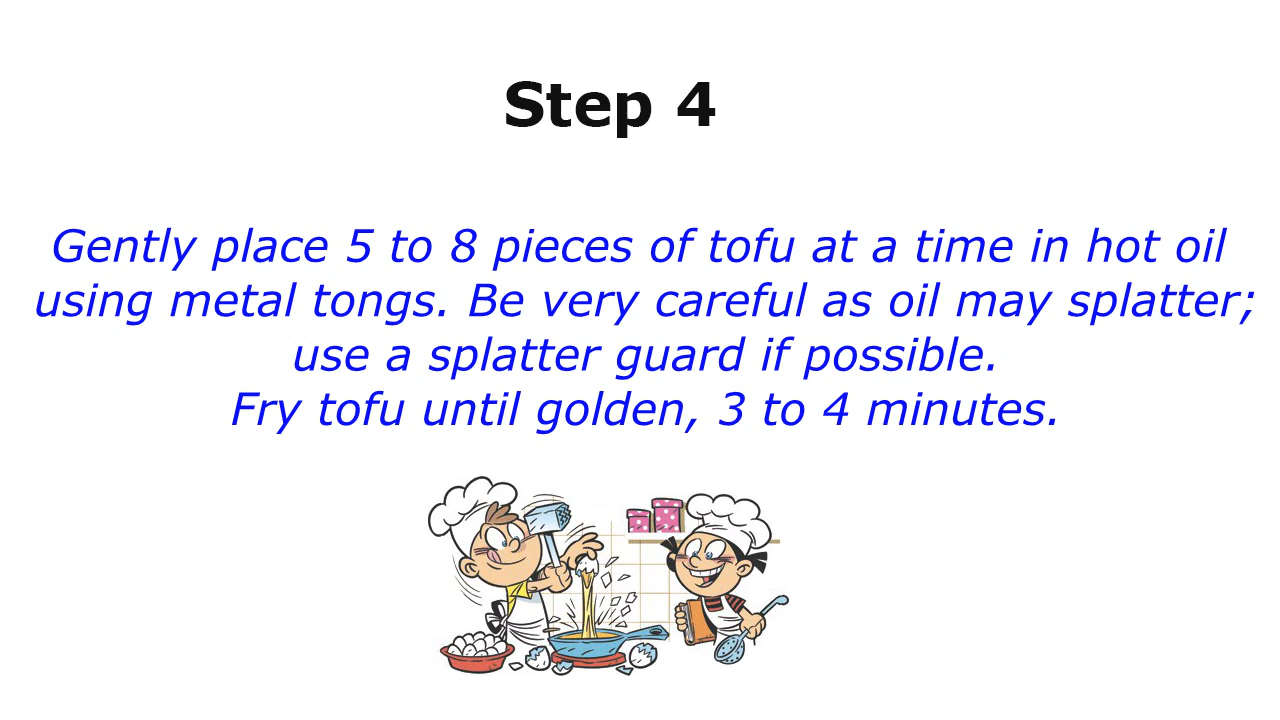 Step 4
Gently place 5 to 8 pieces of tofu at a time in hot oil
using metal tongs. Be very careful as oil may splatter;
use a splatter guard if possible.
Fry tofu until golden, 3 to 4 minutes.